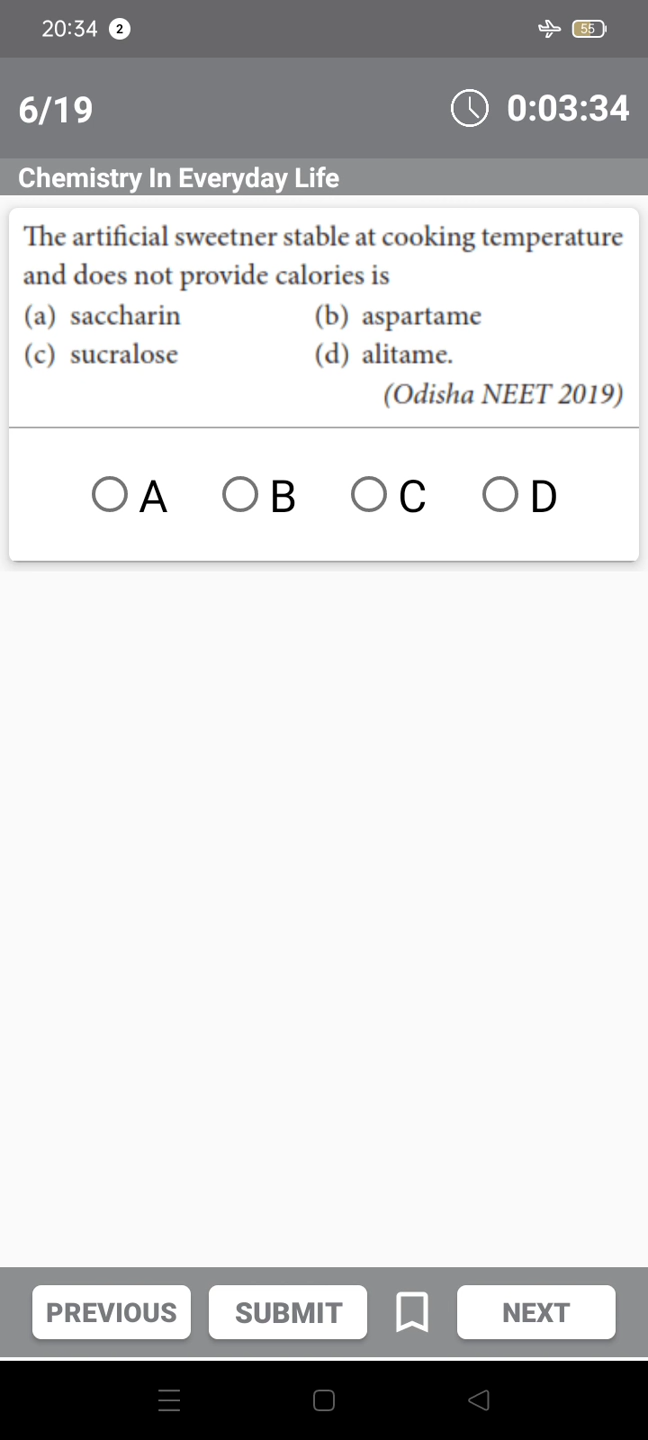 20:34 2 55
6/19 0:03:34
Chemistry In Everyday Life
The artificial sweetner stable at cooking temperature
and does not provide calories is
(a) saccharin (b) aspartame
(c) sucralose (d) alitame.
(Odisha NEET 2019)
A B C D
PREVIOUS SUBMIT NEXT